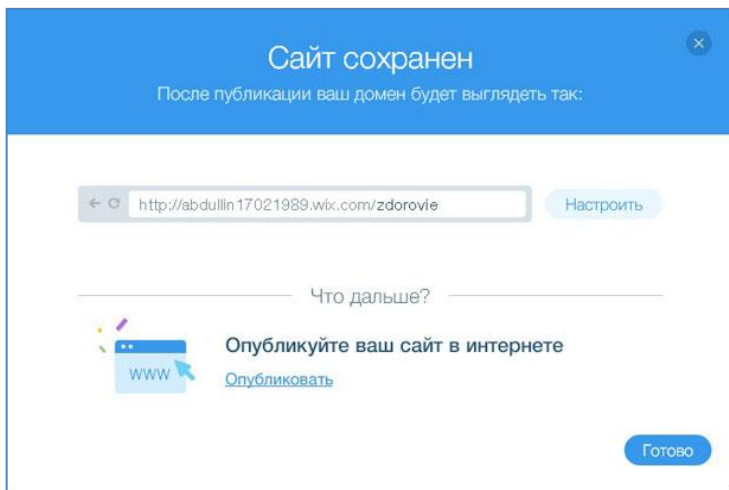 Сайт сохранен
После публикации ваш домен будет выглядеть так:
http://abdullin17021989.wix.com/zdorovie
Настроить
Что дальше?
Опубликуйте ваш сайт в интернете
WWW
Опубликовать
Готово